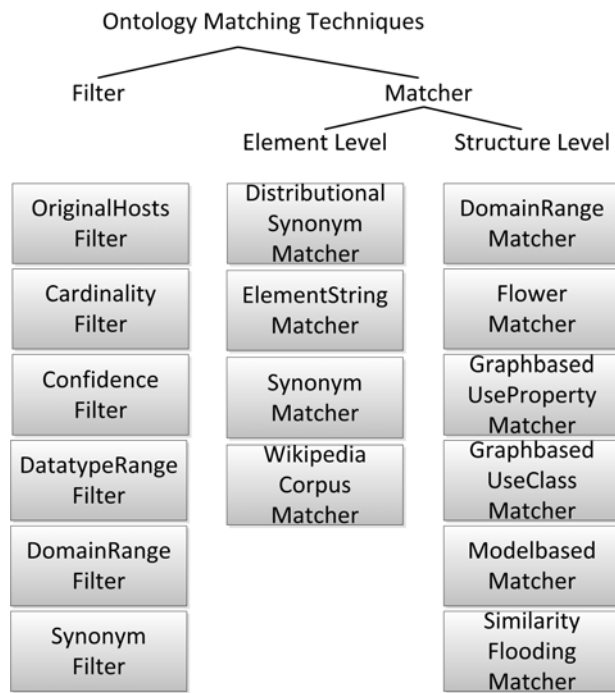 Ontology Matching Techniques
Filter
Matcher
Element Level
Structure Level
OriginalHosts
Filter
Cardinality
Filter
Confidence
Filter
DatatypeRange
Filter
DomainRange
Filter
Synonym
Filter
Distributional
Synonym
Matcher
ElementString
Matcher
Synonym
Matcher
Wikipedia
Corpus
Matcher
DomainRange
Matcher
Flower
Matcher
Graphbased
UseProperty
Matcher
Graphbased
UseClass
Matcher
Modelbased
Matcher
Similarity
Flooding
Matcher